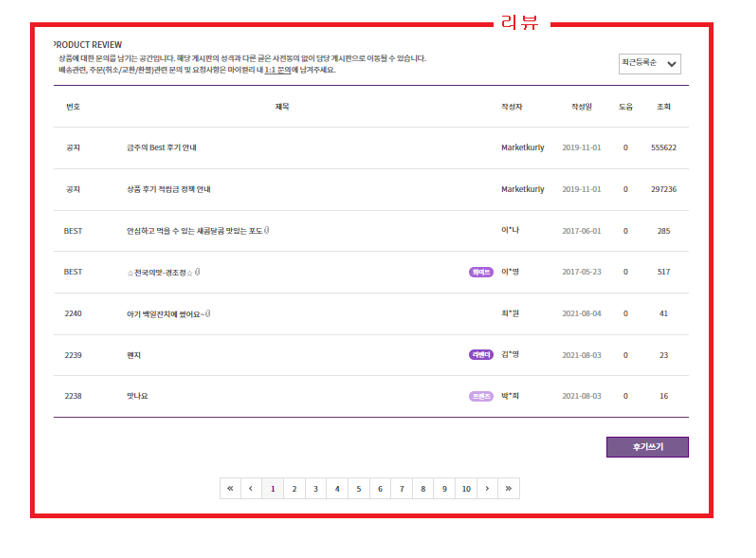 리뷰
PRODUCT REVIEW
상품에 대한 문의를 남기는 공간입니다. 해당 게시판의 성격과 다른 글은 사전동의 없이 담당 게시판으로 이동될 수 있습니다.
배송관련, 주문(취소/교환/환불)관련 문의 및 요청사항은 마이컬리 내 1:1 문의에 남겨주세요.
최근등록순
번호 제목 작성자 작성일 도움 조회
공지 금주의 Best 후기 안내 Marketkurly 2019-11-01 0 555622
공지 상품 후기 적립금 정책 안내 Marketkurly 2019-11-01 0 297236
BEST 안심하고 먹을 수 있는 새콤달콤 맛있는 포도 이*나 2017-06-01 0 285
BEST ☆천국의맛-경조정☆ 화이트 이*영 2017-05-23 0 517
2240 아기 백일잔치에 썼어요~ 최*원 2021-08-04 0 41
2239 왠지 라벤더 김*영 2021-08-03 0 23
2238 맛나요 프렌즈 박*희 2021-08-03 0 16
후기쓰기
« ‹ 1 2 3 4 5 6 7 8 9 10 › »